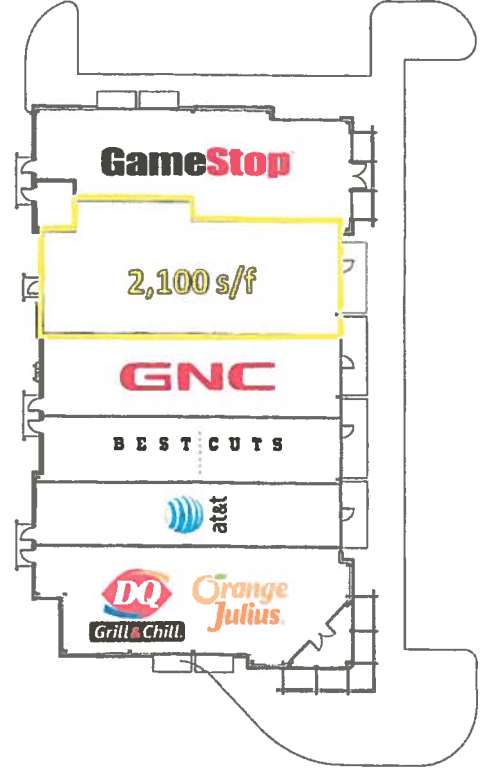 GameStop
2,100 s/f
GNC
BEST CUTS
at&t
DQ
Grill & Chill.
Orange
Julius